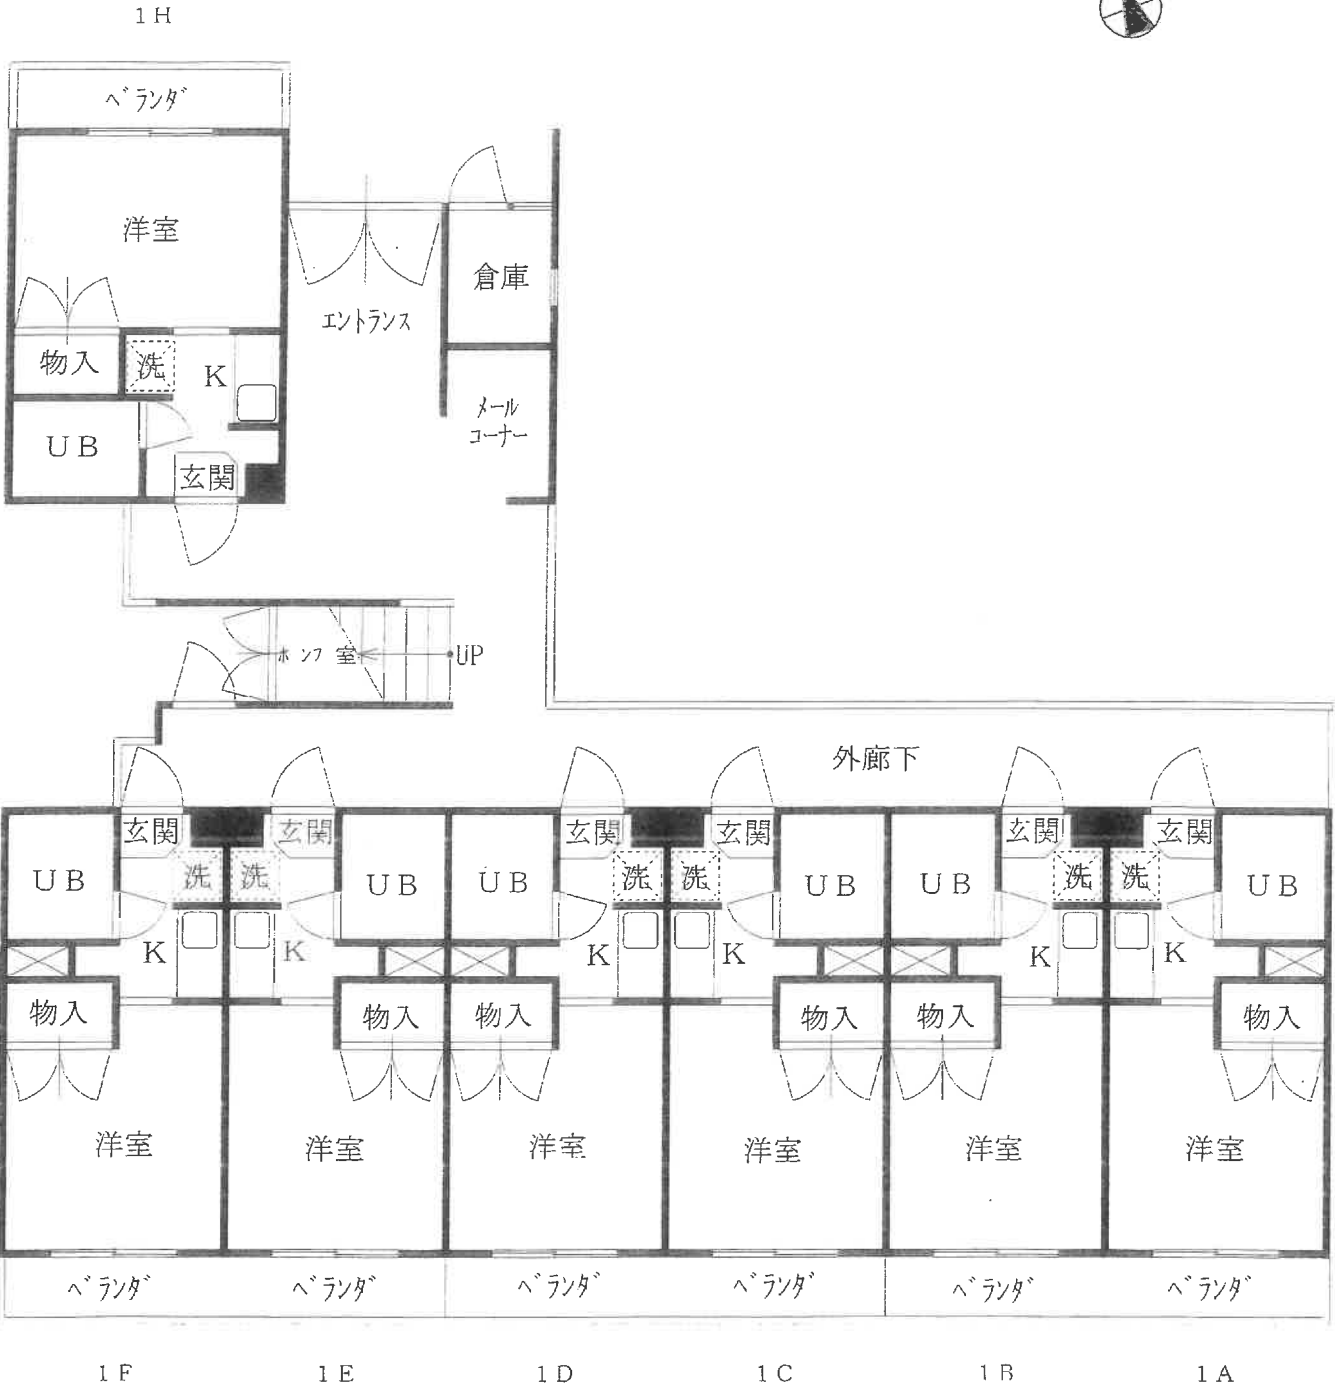 1H
ベランダ
洋室
倉庫
エントランス
物入
洗
K
メール
コーナー
UB
玄関
ホンフ 室
UP
外廊下
玄関
玄関
玄関
玄関
玄関
玄関
UB
洗
洗
UB
UB
洗
洗
UB
UB
洗
洗
UB
K
K
K
K
K
K
物入
物入
物入
物入
物入
物入
洋室
洋室
洋室
洋室
洋室
洋室
ベランダ
ベランダ
ベランダ
ベランダ
ベランダ
ベランダ
1F
1E
1D
1C
1B
1A